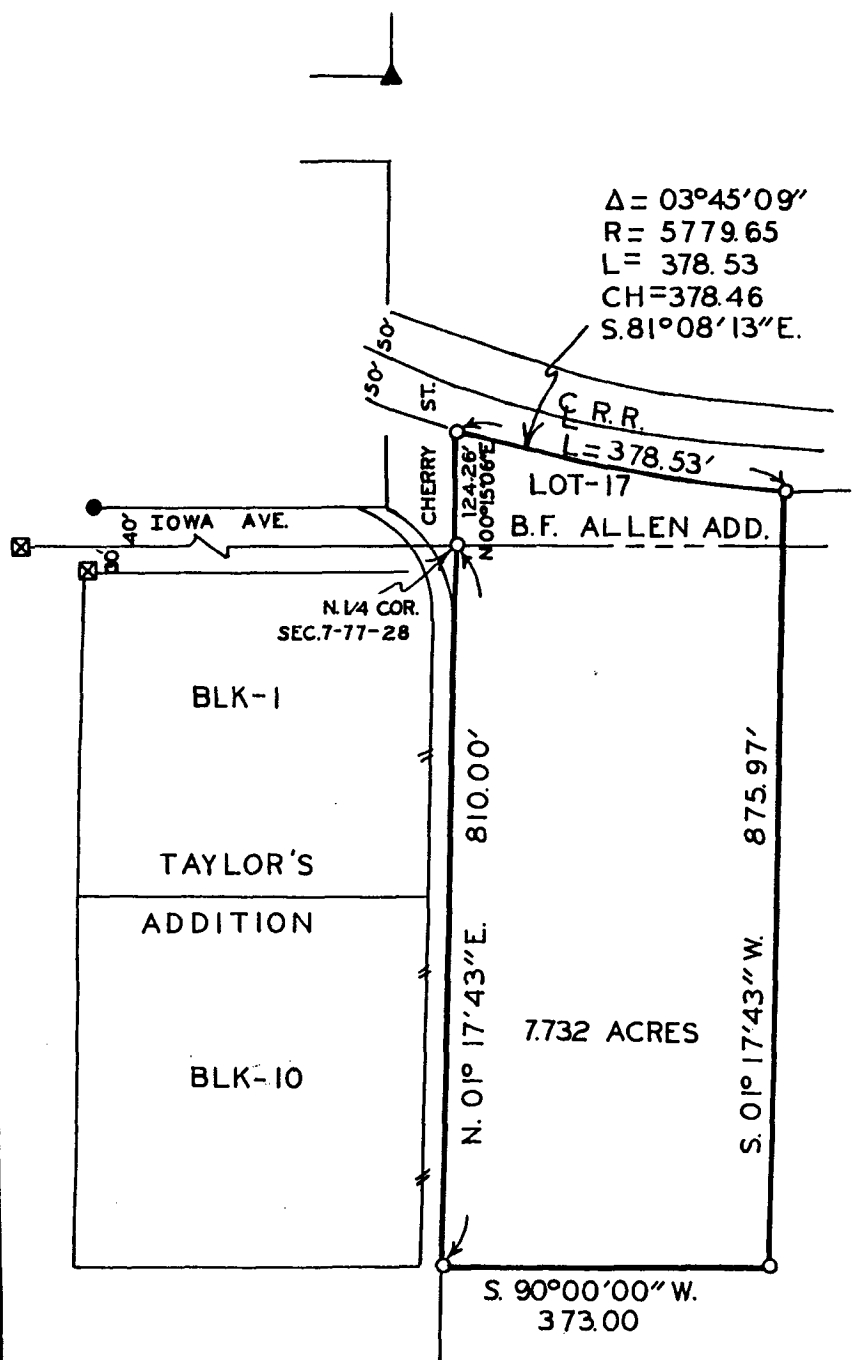 Δ= 03°45'09"
R= 5779.65
L= 378.53
CH=378.46
S.81°08'13"E.
50'
50'
CHERRY ST.
℄ R.R.
L= 378.53'
124.26'
N00°15'06"E
LOT-17
B.F. ALLEN ADD.
IOWA AVE.
40'
30'
N.1/4 COR.
SEC.7-77-28
BLK-1
810.00'
875.97'
TAYLOR'S
ADDITION
N. 01° 17'43"E.
S. 01° 17'43" W.
7.732 ACRES
BLK-10
S. 90°00'00" W.
373.00